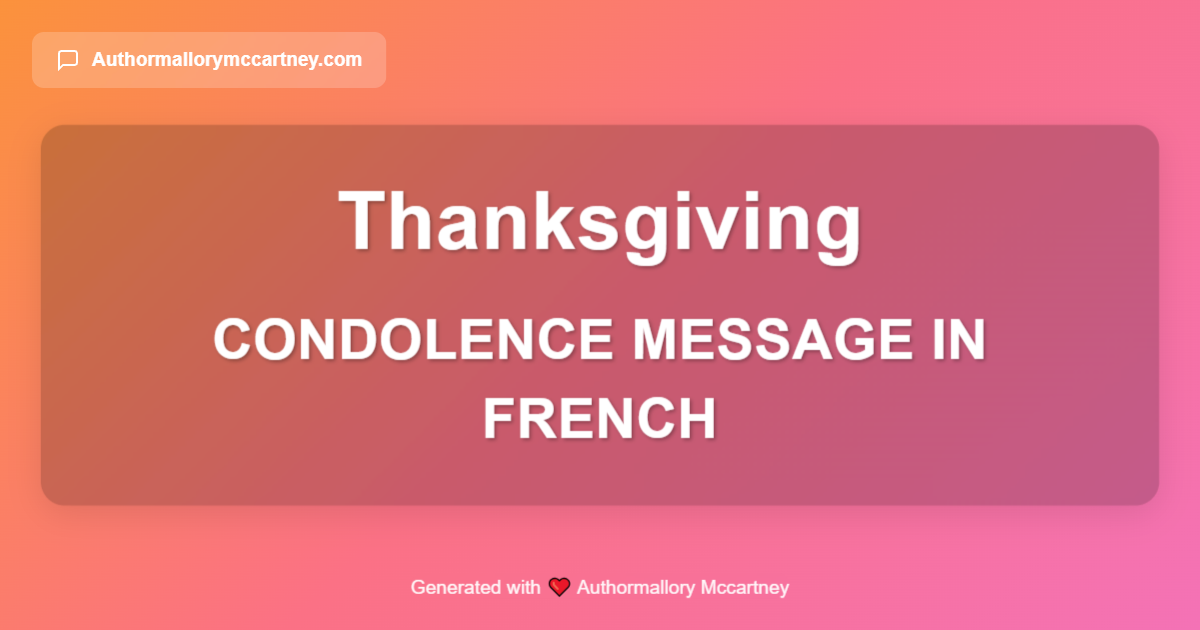 Authormallorymccartney.com
Thanksgiving
CONDOLENCE MESSAGE IN
FRENCH
Generated with ❤️ Authormallory Mccartney